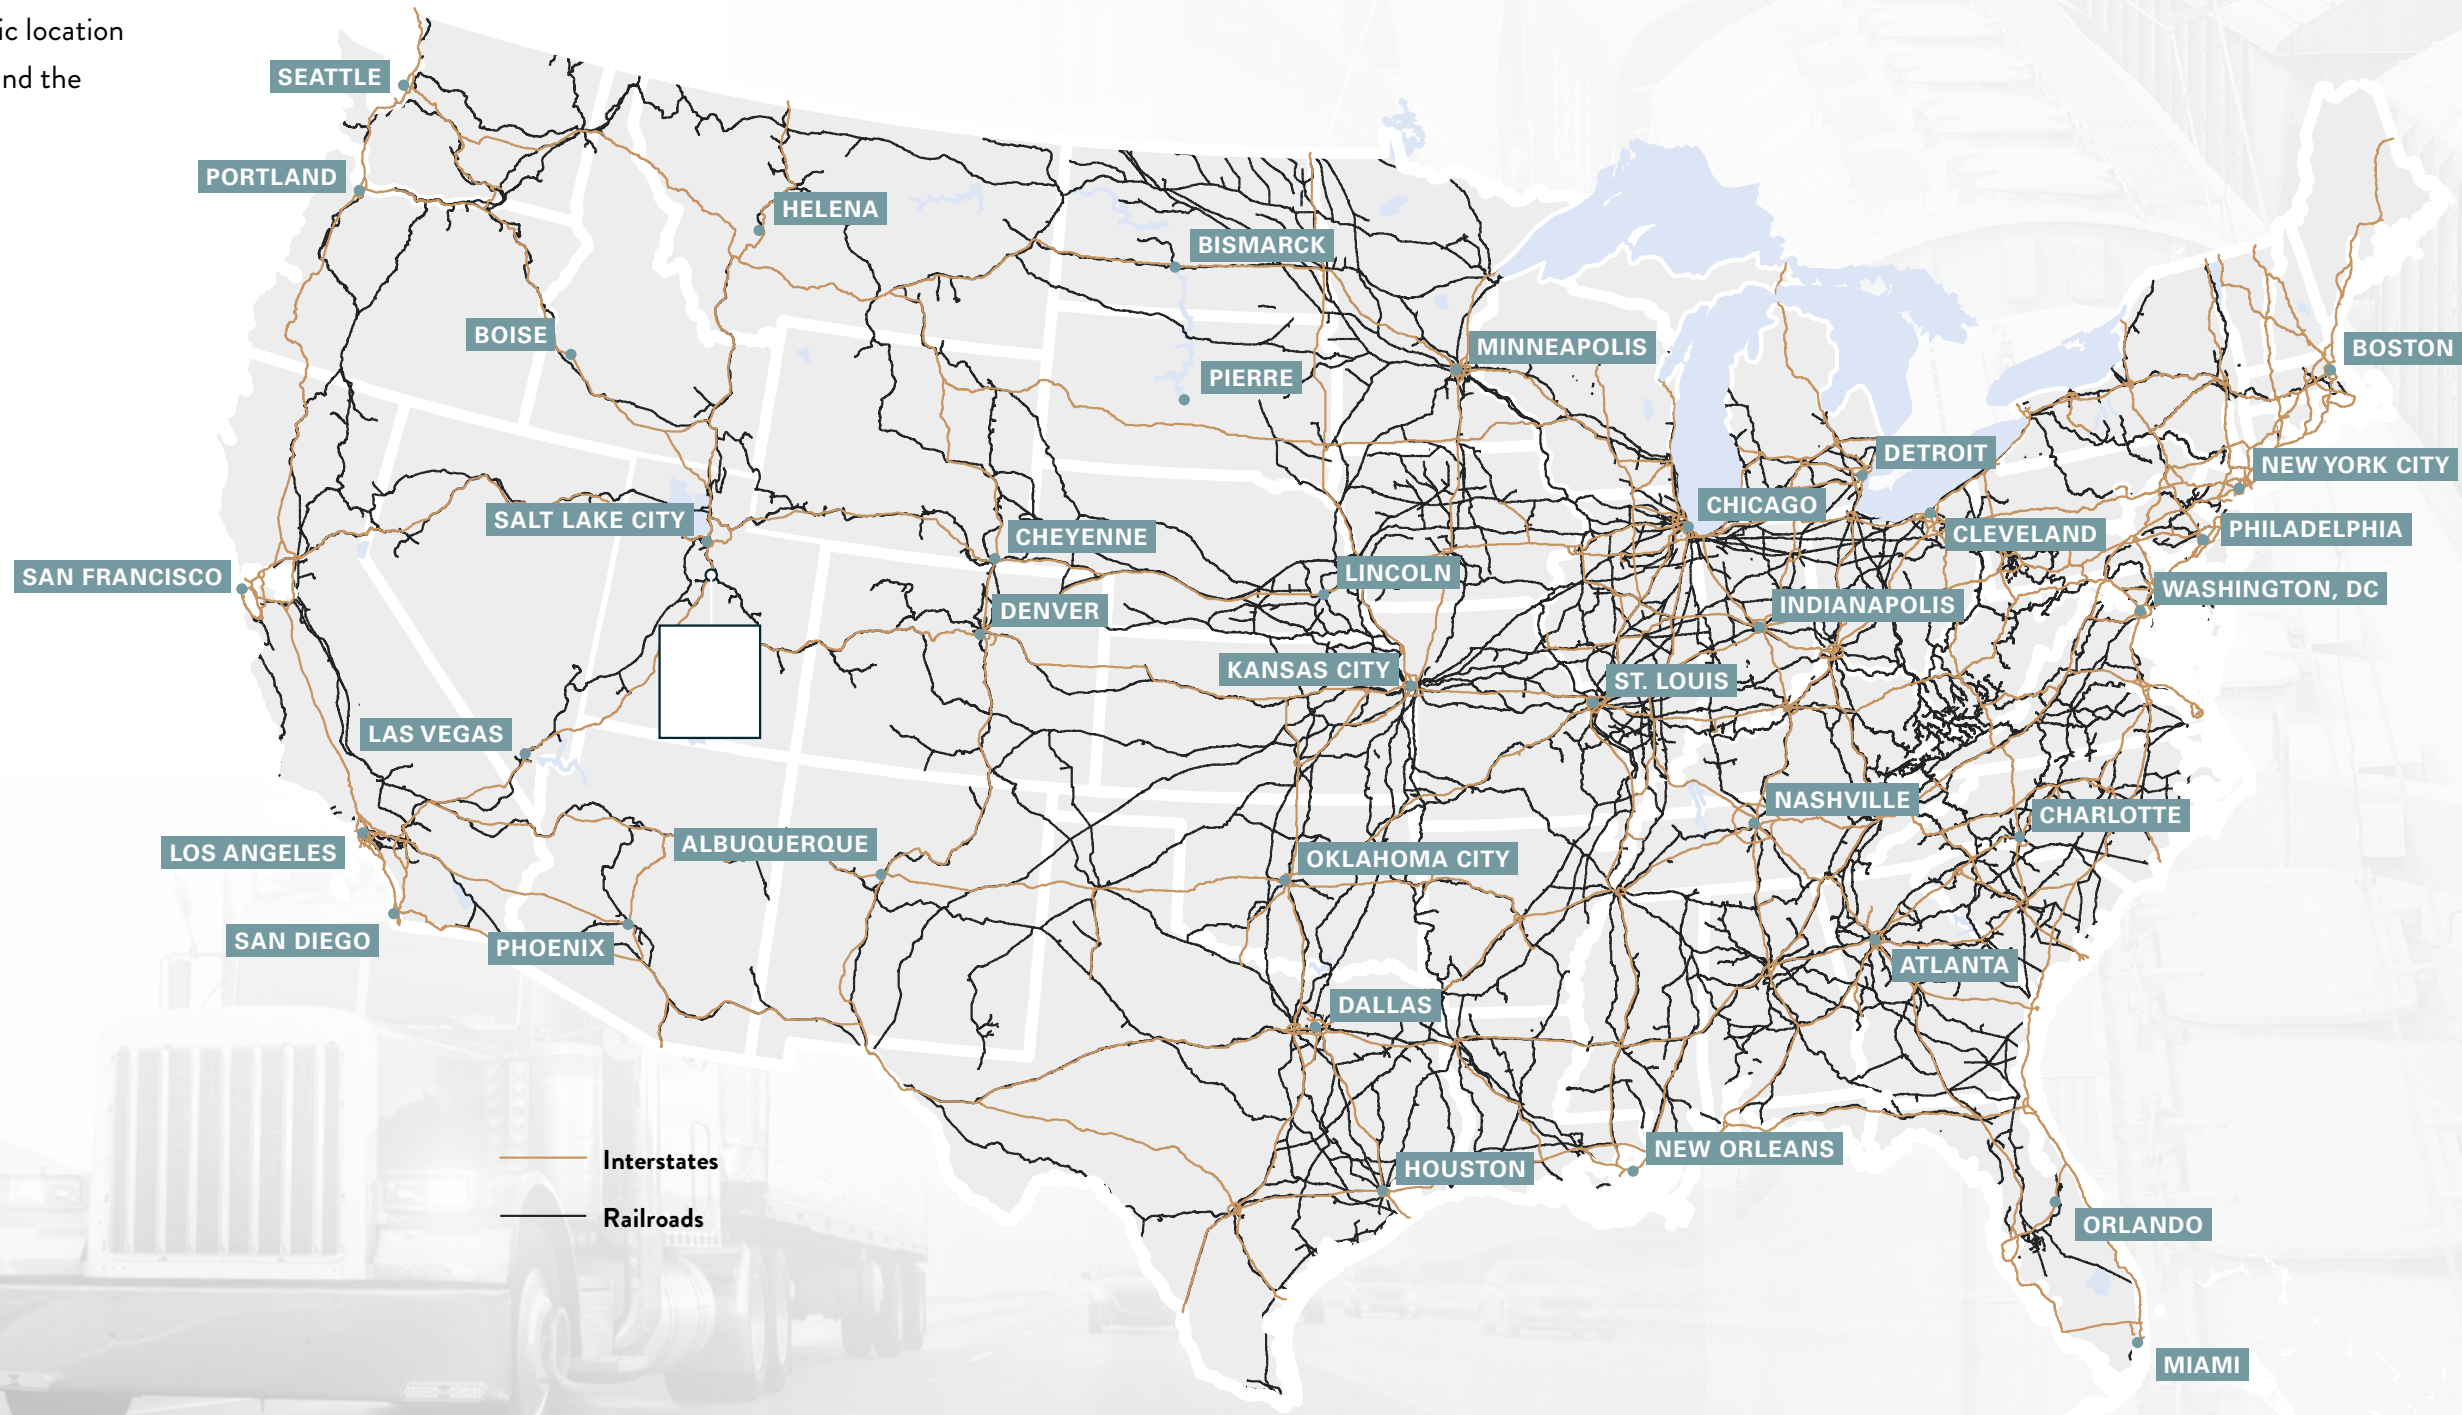 ic location
nd the
SEATTLE
PORTLAND
HELENA
BISMARCK
BOISE
MINNEAPOLIS
BOSTON
PIERRE
DETROIT
NEW YORK CITY
CHICAGO
SALT LAKE CITY
CHEYENNE
CLEVELAND
PHILADELPHIA
SAN FRANCISCO
LINCOLN
WASHINGTON, DC
DENVER
INDIANAPOLIS
KANSAS CITY
ST. LOUIS
LAS VEGAS
NASHVILLE
CHARLOTTE
ALBUQUERQUE
LOS ANGELES
OKLAHOMA CITY
SAN DIEGO
PHOENIX
ATLANTA
DALLAS
NEW ORLEANS
Interstates
HOUSTON
Railroads
ORLANDO
MIAMI